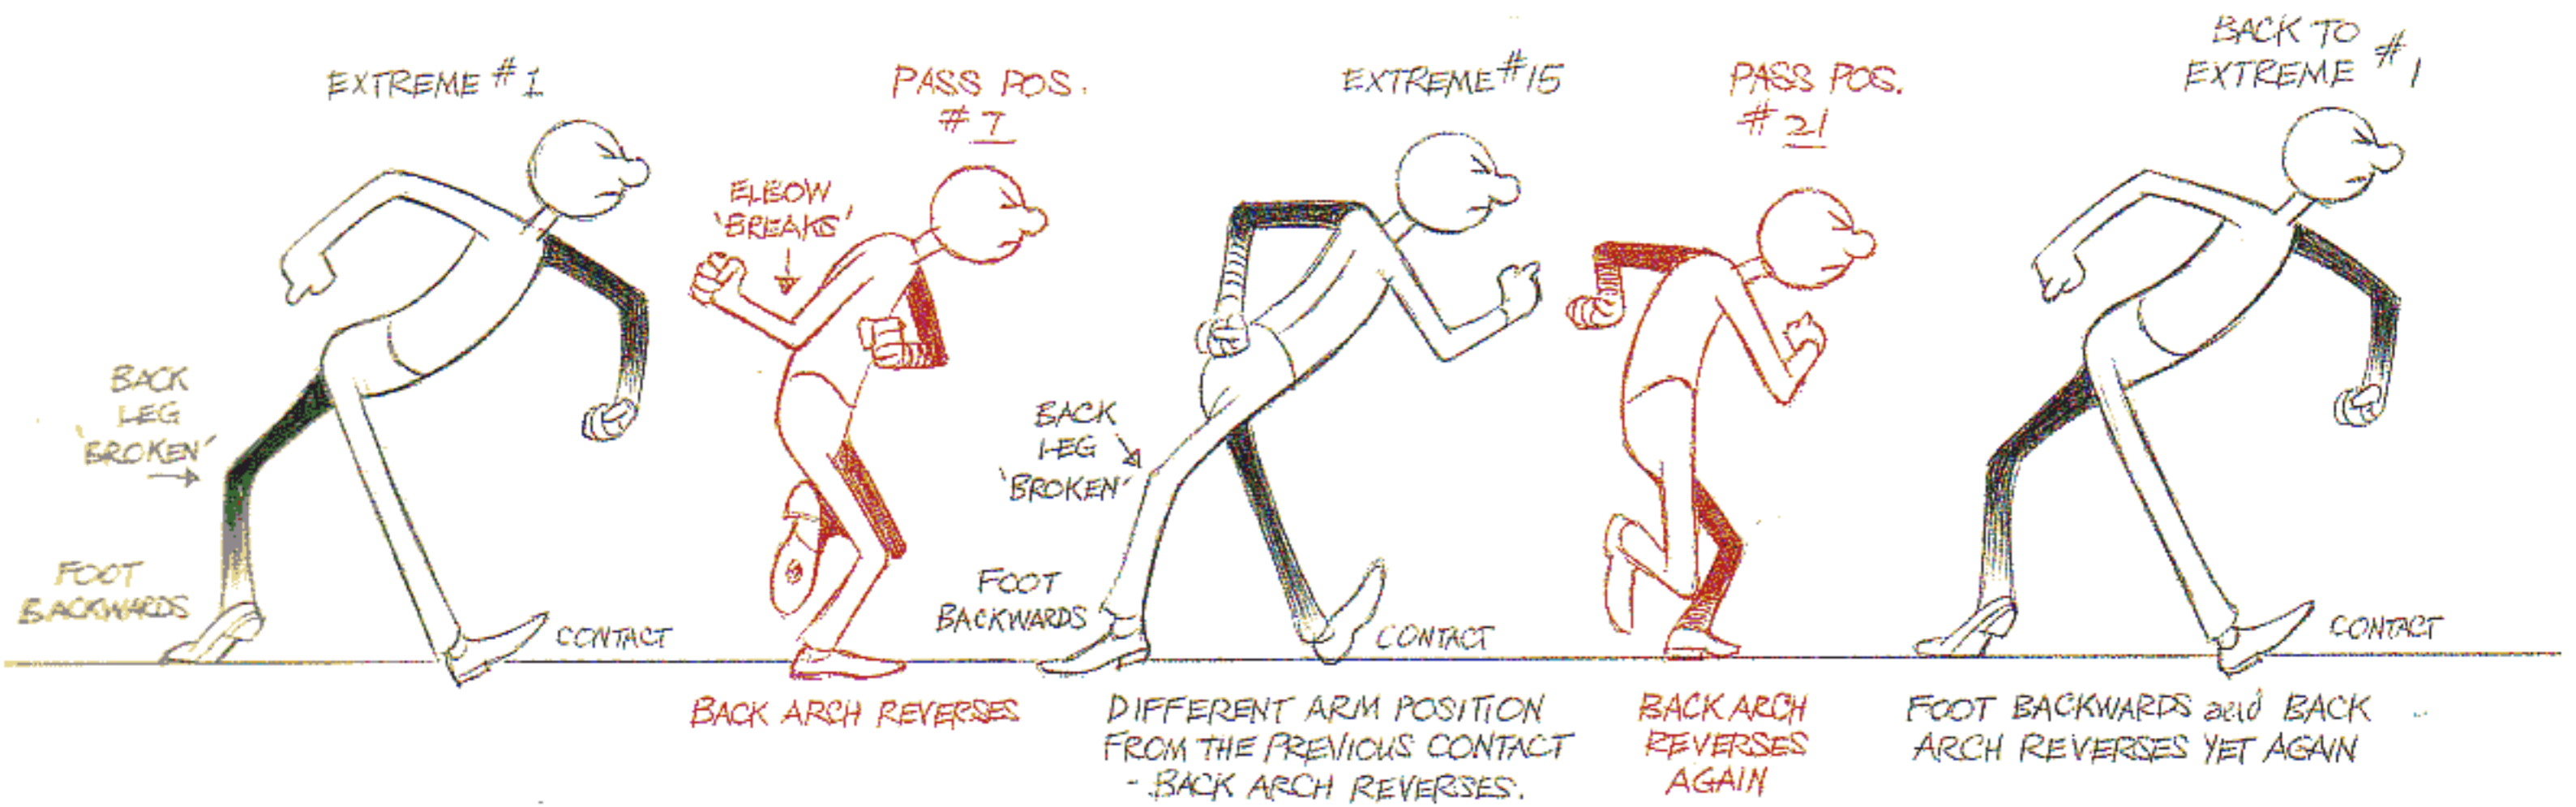 EXTREME #1
PASS POS.
#7
EXTREME #15
PASS POS.
#21
BACK TO
EXTREME #1
ELBOW
'BREAKS'
BACK
LEG
'BROKEN'
FOOT
BACKWARDS
CONTACT
BACK
LEG
'BROKEN'
FOOT
BACKWARDS
CONTACT
CONTACT
BACK ARCH REVERSES
DIFFERENT ARM POSITION
FROM THE PREVIOUS CONTACT
- BACK ARCH REVERSES.
BACK ARCH
REVERSES
AGAIN
FOOT BACKWARDS and BACK
ARCH REVERSES YET AGAIN